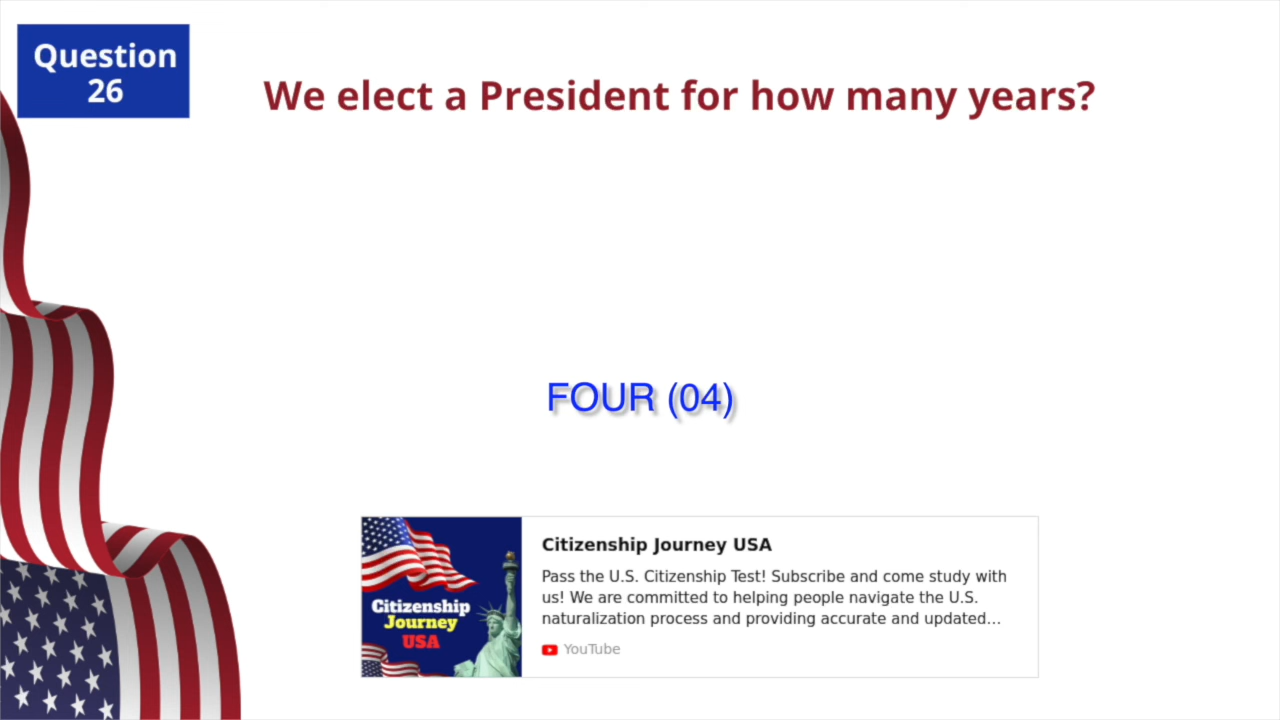 Question
26
We elect a President for how many years?
FOUR (04)
Citizenship
Journey
USA
Citizenship Journey USA
Pass the U.S. Citizenship Test! Subscribe and come study with
us! We are committed to helping people navigate the U.S.
naturalization process and providing accurate and updated...
YouTube